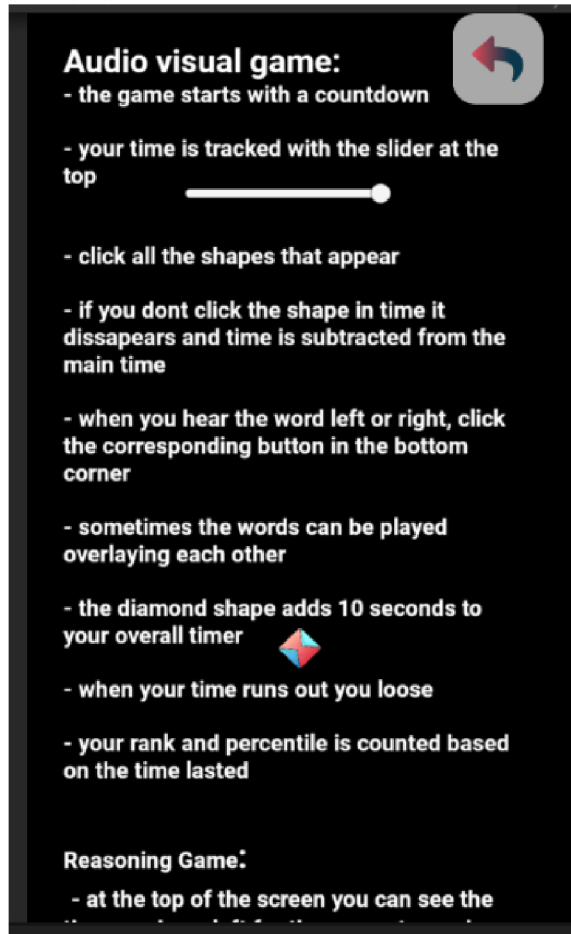 Audio visual game:
- the game starts with a countdown
- your time is tracked with the slider at the
top
- click all the shapes that appear
- if you dont click the shape in time it
dissapears and time is subtracted from the
main time
- when you hear the word left or right, click
the corresponding button in the bottom
corner
- sometimes the words can be played
overlaying each other
- the diamond shape adds 10 seconds to
your overall timer
- when your time runs out you loose
- your rank and percentile is counted based
on the time lasted
Reasoning Game:
- at the top of the screen you can see the